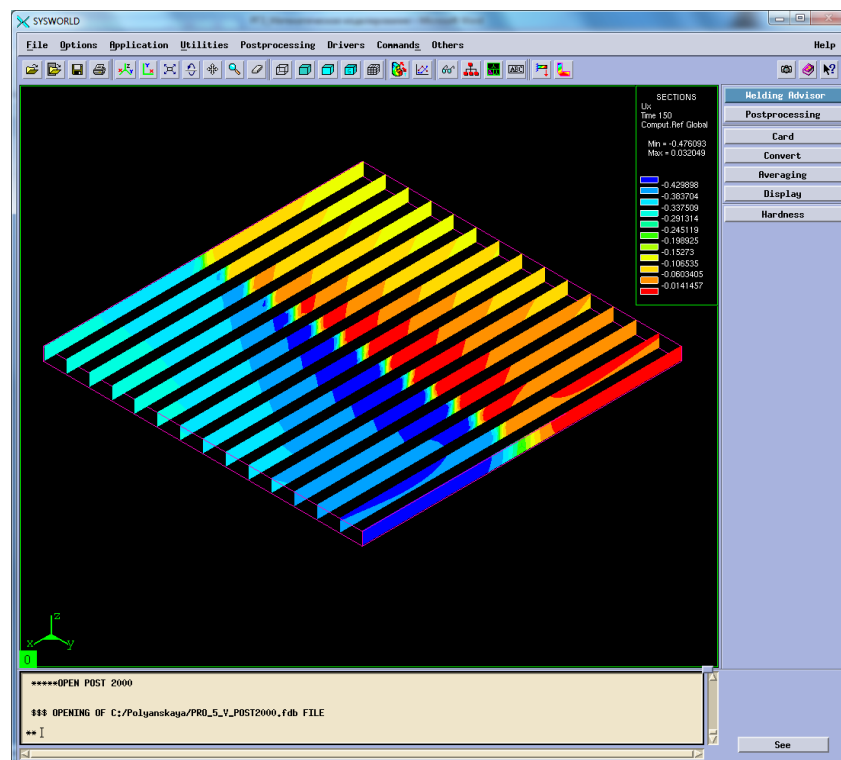 SYSWORLD
File Options Application Utilities Postprocessing Drivers Commands Others Help
ABC
SECTIONS
Ux
Time 150
Comput.Ref Global
Min = -0.476093
Max = 0.032049
-0.429898
-0.383704
-0.337509
-0.291314
-0.245119
-0.198925
-0.15273
-0.106535
-0.0603405
-0.0141457
Welding Advisor
Postprocessing
Card
Convert
Averaging
Display
Hardness
z
x
y
0
*****OPEN POST 2000
$$$ OPENING OF C:/Polyanskaya/PRO_5_V_POST2000.fdb FILE
**
See